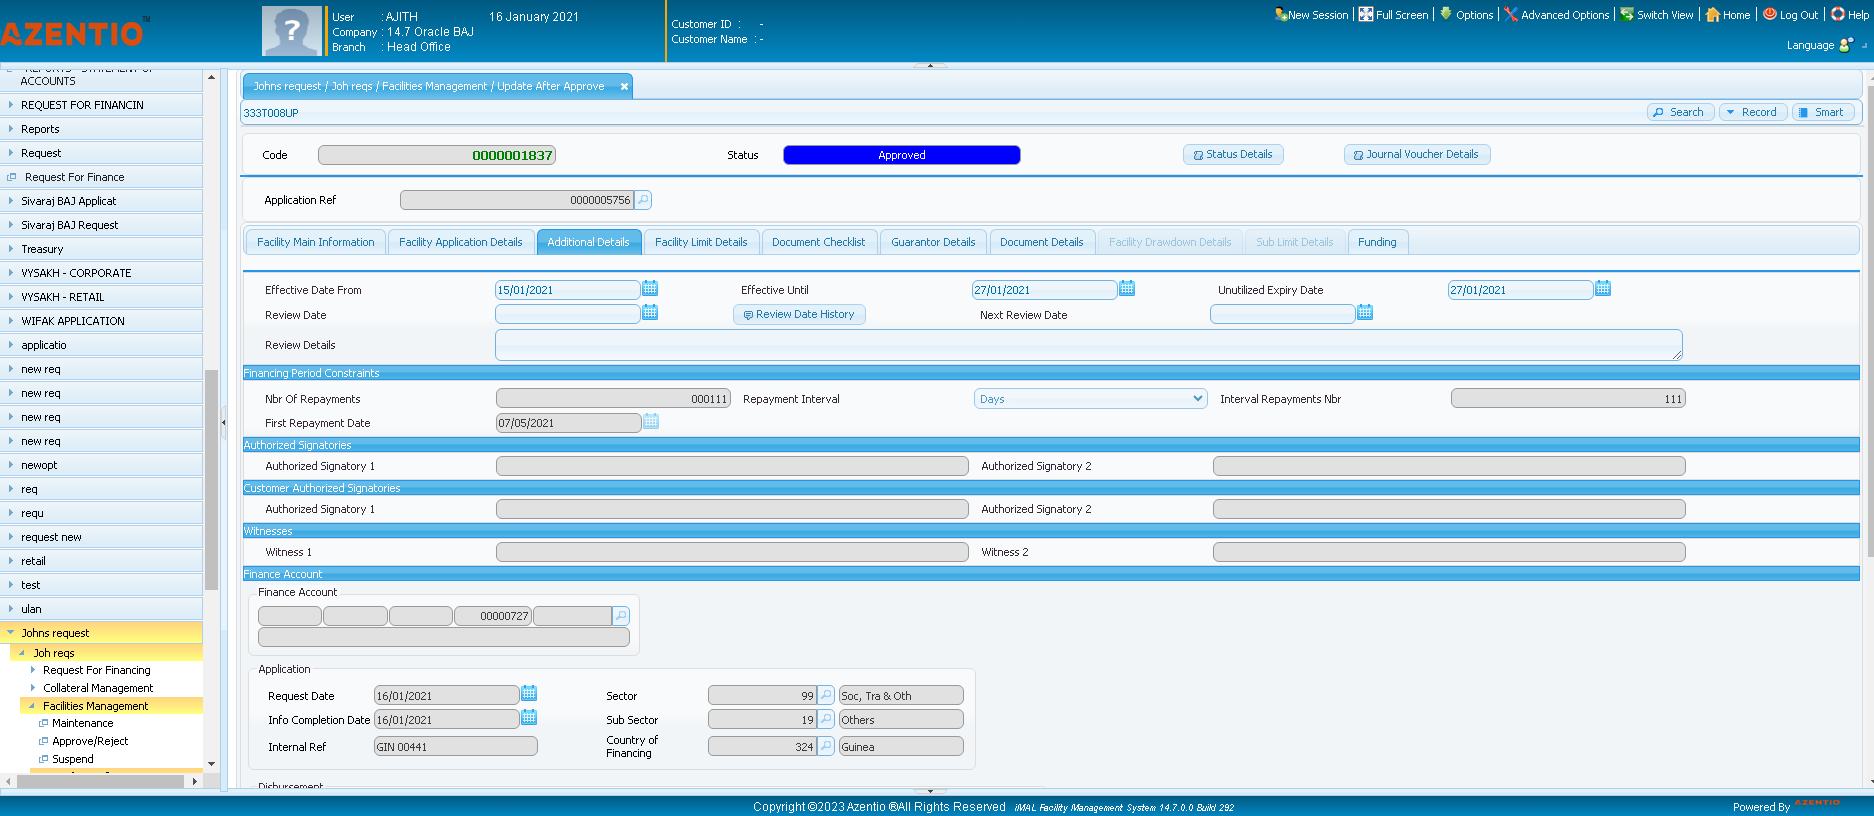 AZENTIO™
User : AJITH 16 January 2021
Company : 14.7 Oracle BAJ
Branch : Head Office
Customer ID : -
Customer Name : -
New Session Full Screen Options Advanced Options Switch View Home Log Out Help
Language
REPORTS - STATEMENT OF
ACCOUNTS
REQUEST FOR FINANCIN
Reports
Request
Request For Finance
Sivaraj BAJ Applicat
Sivaraj BAJ Request
Treasury
VYSAKH - CORPORATE
VYSAKH - RETAIL
WIFAK APPLICATION
applicatio
new req
new req
new req
new req
newopt
req
requ
request new
retail
test
ulan
Johns request
Joh reqs
Request For Financing
Collateral Management
Facilities Management
Maintenance
Approve/Reject
Suspend
Johns request / Joh reqs / Facilities Management / Update After Approve
333T008UP
Search Record Smart
Code 0000001837 Status Approved Status Details Journal Voucher Details
Application Ref 0000005756
Facility Main Information Facility Application Details Additional Details Facility Limit Details Document Checklist Guarantor Details Document Details Facility Drawdown Details Sub Limit Details Funding
Effective Date From 15/01/2021 Effective Until 27/01/2021 Unutilized Expiry Date 27/01/2021
Review Date Review Date History Next Review Date
Review Details
Financing Period Constraints
Nbr Of Repayments 000111 Repayment Interval Days Interval Repayments Nbr 111
First Repayment Date 07/05/2021
Authorized Signatories
Authorized Signatory 1 Authorized Signatory 2
Customer Authorized Signatories
Authorized Signatory 1 Authorized Signatory 2
Witnesses
Witness 1 Witness 2
Finance Account
Finance Account
00000727
Application
Request Date 16/01/2021 Sector 99 Soc, Tra & Oth
Info Completion Date 16/01/2021 Sub Sector 19 Others
Internal Ref GIN 00441 Country of Financing 324 Guinea
Disbursement
Copyright ©2023 Azentio ®All Rights Reserved iMAL Facility Management System 14.7.0.0 Build 292
Powered By AZENTIO